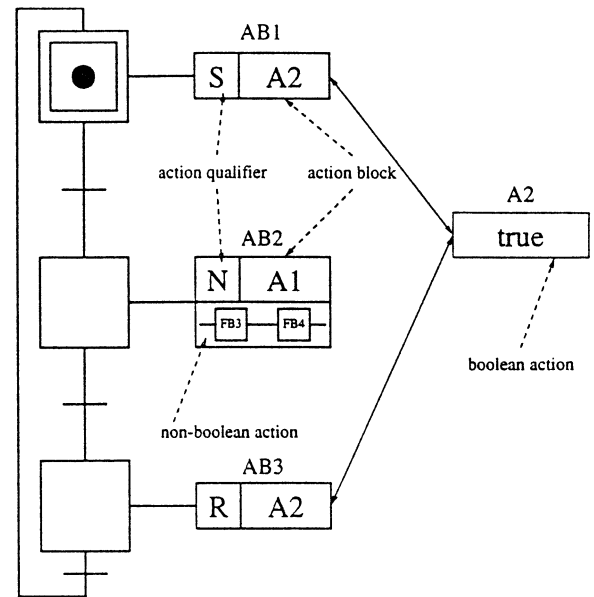 AB1
S A2
action qualifier action block
A2
true
AB2
N A1
FB3 FB4
boolean action
non-boolean action
AB3
R A2